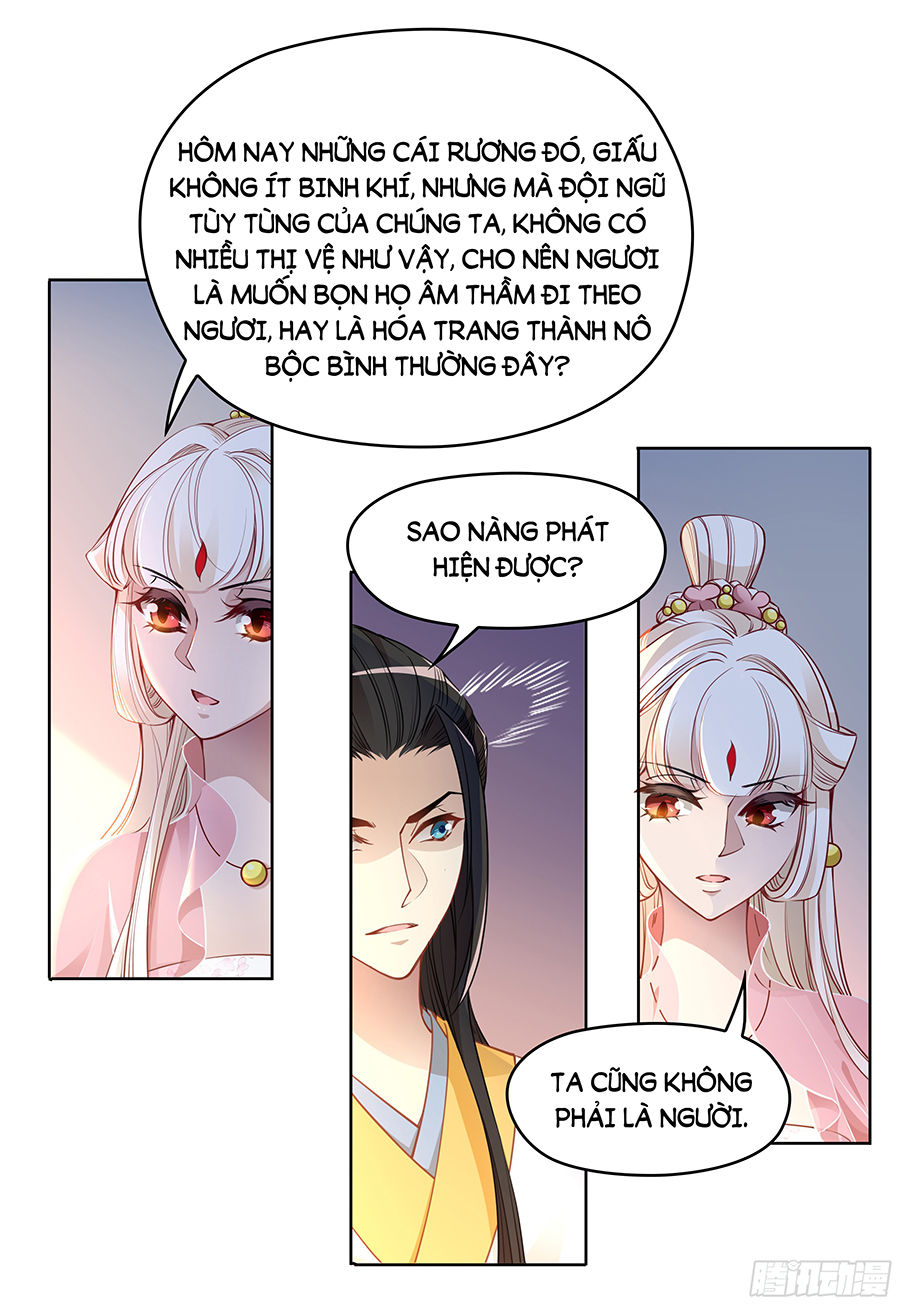 HÔM NAY NHỮNG CÁI RƯƠNG ĐÓ, GIẤU
KHÔNG ÍT BINH KHÍ, NHƯNG MÀ ĐỘI NGŨ
TÙY TÙNG CỦA CHÚNG TA, KHÔNG CÓ
NHIỀU THỊ VỆ NHƯ VẬY, CHO NÊN NGƯƠI
LÀ MUỐN BỌN HỌ ÂM THẦM ĐI THEO
NGƯƠI, HAY LÀ HÓA TRANG THÀNH NÔ
BỘC BÌNH THƯỜNG ĐÂY?
SAO NÀNG PHÁT
HIỆN ĐƯỢC?
TA CŨNG KHÔNG
PHẢI LÀ NGƯỜI.
腾讯动漫